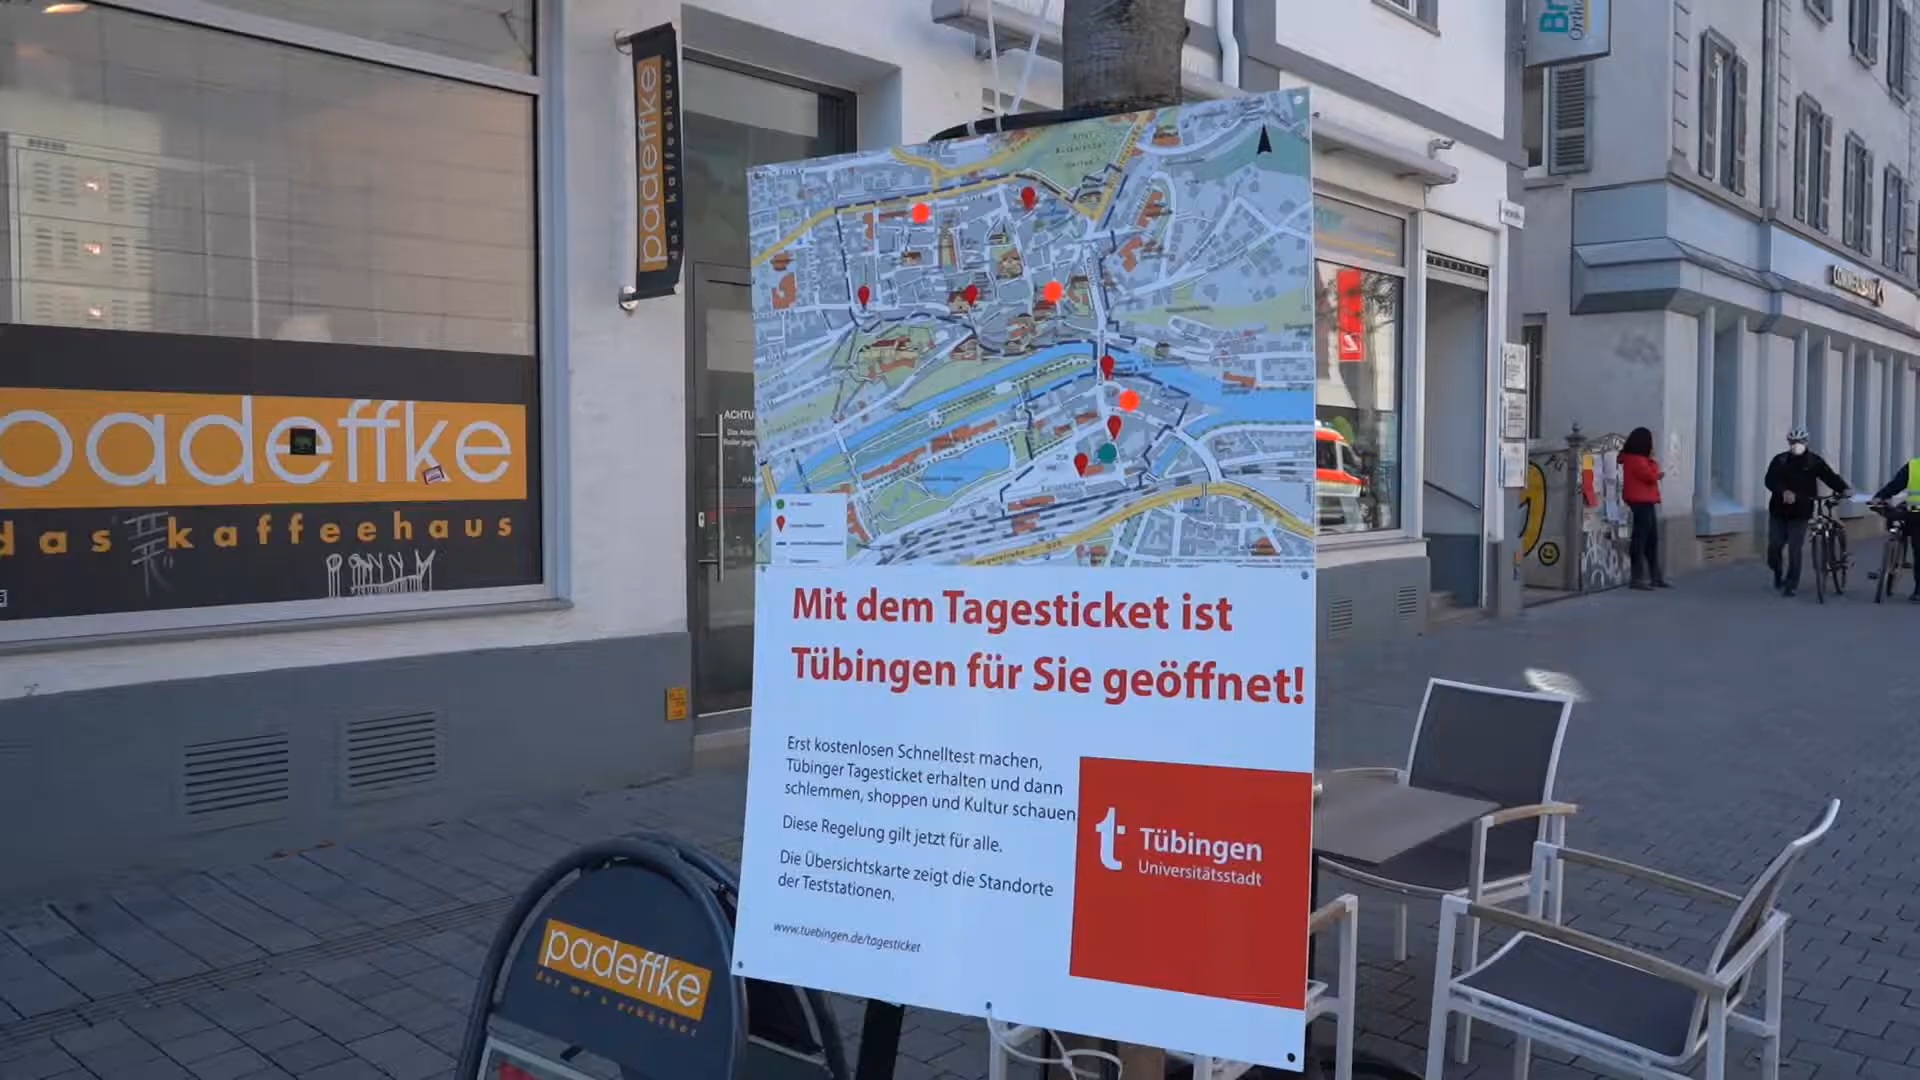 padeffke
das kaffeehaus
padeffke
das kaffeehaus
ACHTU
COMMERZBANK
Mit dem Tagesticket ist
Tübingen für Sie geöffnet!
Erst kostenlosen Schnelltest machen,
Tübinger Tagesticket erhalten und dann
schlemmen, shoppen und Kultur schauen
Diese Regelung gilt jetzt für alle.
Die Übersichtskarte zeigt die Standorte
der Teststationen.
www.tuebingen.de/tagesticket
t
Tübingen
Universitätsstadt
padeffke